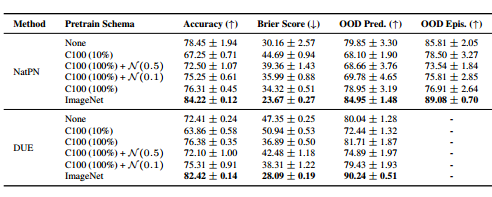 Method Pretrain Schema Accuracy (↑) Brier Score (↓) OOD Pred. (↑) OOD Epis. (↑)
None 78.45 ± 1.94 30.16 ± 2.57 79.85 ± 3.30 85.81 ± 2.05
C100 (10%) 67.25 ± 0.71 44.69 ± 0.94 68.10 ± 1.90 78.50 ± 3.27
NatPN C100 (100%) + 𝒩(0.5) 72.50 ± 1.07 39.36 ± 1.43 68.66 ± 3.76 73.54 ± 1.84
C100 (100%) + 𝒩(0.1) 75.25 ± 0.61 35.99 ± 0.88 69.78 ± 4.65 75.81 ± 2.85
C100 (100%) 76.31 ± 0.45 34.32 ± 0.51 78.95 ± 3.19 76.91 ± 2.64
ImageNet 84.22 ± 0.12 23.67 ± 0.27 84.95 ± 1.48 89.08 ± 0.70
None 72.41 ± 0.24 47.35 ± 0.25 80.04 ± 1.28 -
C100 (10%) 63.86 ± 0.58 50.94 ± 0.53 72.44 ± 1.32 -
DUE C100 (100%) 76.38 ± 0.35 36.89 ± 0.50 81.71 ± 1.87 -
C100 (100%) + 𝒩(0.5) 72.10 ± 1.00 42.48 ± 1.18 74.89 ± 1.97 -
C100 (100%) + 𝒩(0.1) 75.31 ± 0.91 38.31 ± 1.22 79.43 ± 1.93 -
ImageNet 82.42 ± 0.14 28.09 ± 0.19 90.24 ± 0.51 -